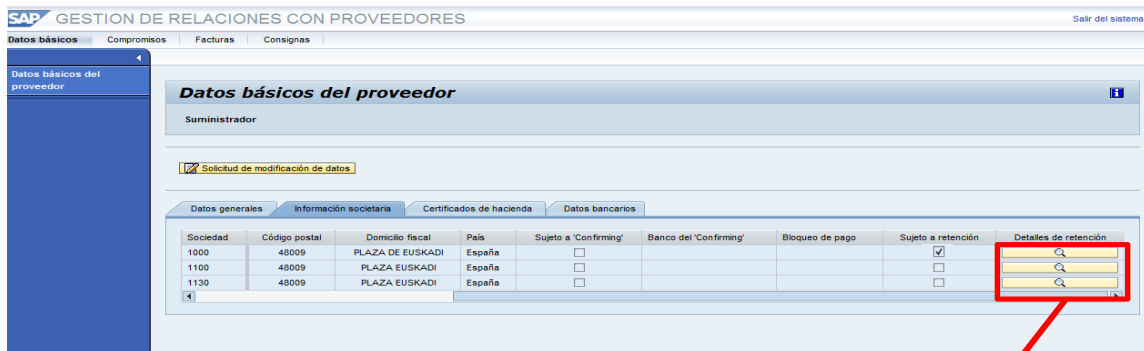 SAP GESTION DE RELACIONES CON PROVEEDORES Salir del sistema
Datos básicos Compromisos Facturas Consignas
Datos básicos del
proveedor
Datos básicos del proveedor
Suministrador
Solicitud de modificación de datos
Datos generales Información societaria Certificados de hacienda Datos bancarios
Sociedad Código postal Domicilio fiscal País Sujeto a 'Confirming' Banco del 'Confirming' Bloqueo de pago Sujeto a retención Detalles de retención
1000 48009 PLAZA DE EUSKADI España
1100 48009 PLAZA EUSKADI España
1130 48009 PLAZA EUSKADI España